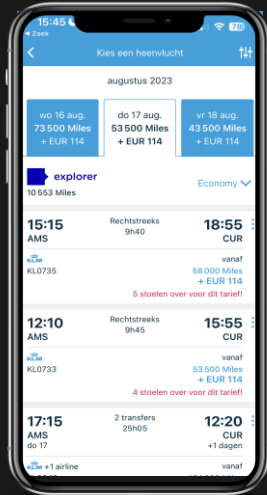 15:45
Zoek
Kies een heenvlucht
augustus 2023
wo 16 aug. do 17 aug. vr 18 aug.
73 500 Miles 53 500 Miles 43 500 Miles
+ EUR 114 + EUR 114 + EUR 114
explorer Economy
10 553 Miles
15:15 Rechtstreeks 18:55
AMS 9h40 CUR
KLM vanaf
KL0735 58 000 Miles
+ EUR 114
5 stoelen over voor dit tarief!
12:10 Rechtstreeks 15:55
AMS 9h45 CUR
KLM vanaf
KL0733 53 500 Miles
+ EUR 114
4 stoelen over voor dit tarief!
17:15 2 transfers 12:20
AMS 25h05 CUR
do 17 +1 dagen
KLM +1 airline vanaf